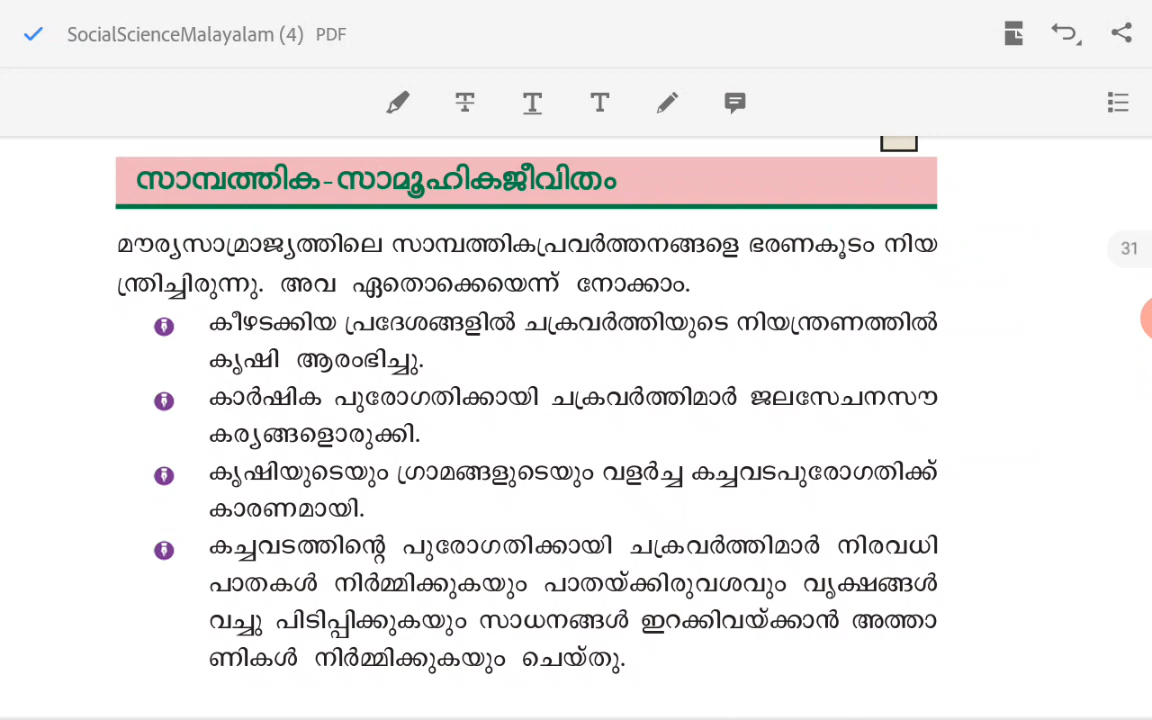 SocialScienceMalayalam (4) PDF
സാമ്പത്തിക-സാമൂഹികജീവിതം
മൗര്യസാമ്രാജ്യത്തിലെ സാമ്പത്തികപ്രവർത്തനങ്ങളെ ഭരണകൂടം നിയ
ന്ത്രിച്ചിരുന്നു. അവ ഏതൊക്കെയെന്ന് നോക്കാം.
31
കീഴടക്കിയ പ്രദേശങ്ങളിൽ ചക്രവർത്തിയുടെ നിയന്ത്രണത്തിൽ
കൃഷി ആരംഭിച്ചു.
കാർഷിക പുരോഗതിക്കായി ചക്രവർത്തിമാർ ജലസേചനസൗ
കര്യങ്ങളൊരുക്കി.
കൃഷിയുടെയും ഗ്രാമങ്ങളുടെയും വളർച്ച കച്ചവടപുരോഗതിക്ക്
കാരണമായി.
കച്ചവടത്തിന്റെ പുരോഗതിക്കായി ചക്രവർത്തിമാർ നിരവധി
പാതകൾ നിർമ്മിക്കുകയും പാതയ്ക്കിരുവശവും വൃക്ഷങ്ങൾ
വച്ചു പിടിപ്പിക്കുകയും സാധനങ്ങൾ ഇറക്കിവയ്ക്കാൻ അത്താ
ണികൾ നിർമ്മിക്കുകയും ചെയ്തു.